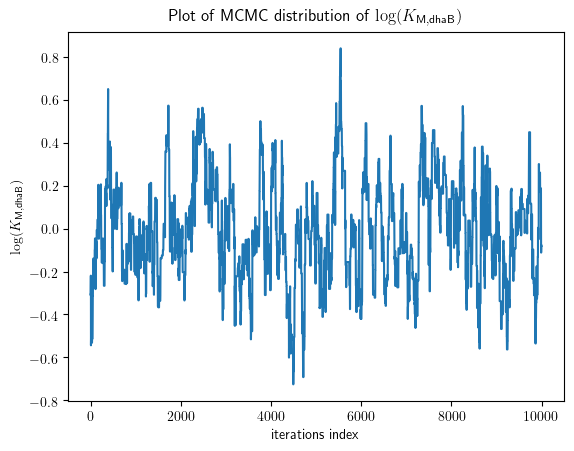 Plot of MCMC distribution of log(K_M,dhaB)
log(K_M,dhaB)
0.8
0.6
0.4
0.2
0.0
−0.2
−0.4
−0.6
−0.8
0 2000 4000 6000 8000 10000
iterations index